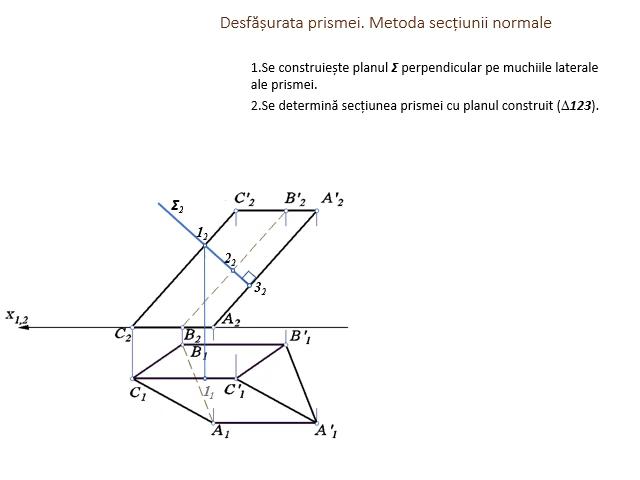 Desfășurata prismei. Metoda secțiunii normale
1.Se construiește planul Σ perpendicular pe muchiile laterale
ale prismei.
2.Se determină secțiunea prismei cu planul construit (Δ123).
C'₂ B'₂ A'₂
Σ₂
1₂
2₂
3₂
x₁,₂
C₂ B₂ A₂
B₁ B'₁
C₁ 1₁ C'₁
A₁ A'₁